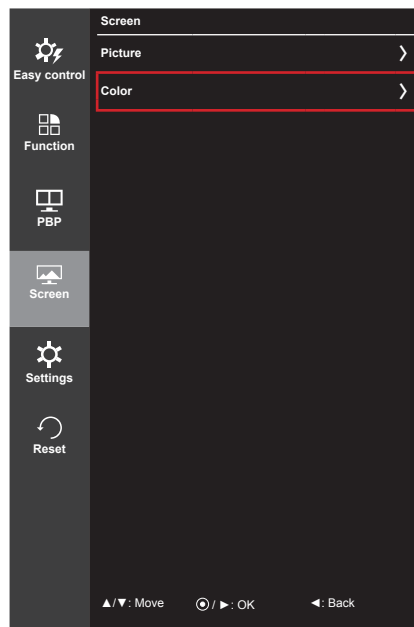 Screen
Picture
Color
Easy control
Function
PBP
Screen
Settings
Reset
▲/▼: Move
⦿ / ►: OK
◄: Back